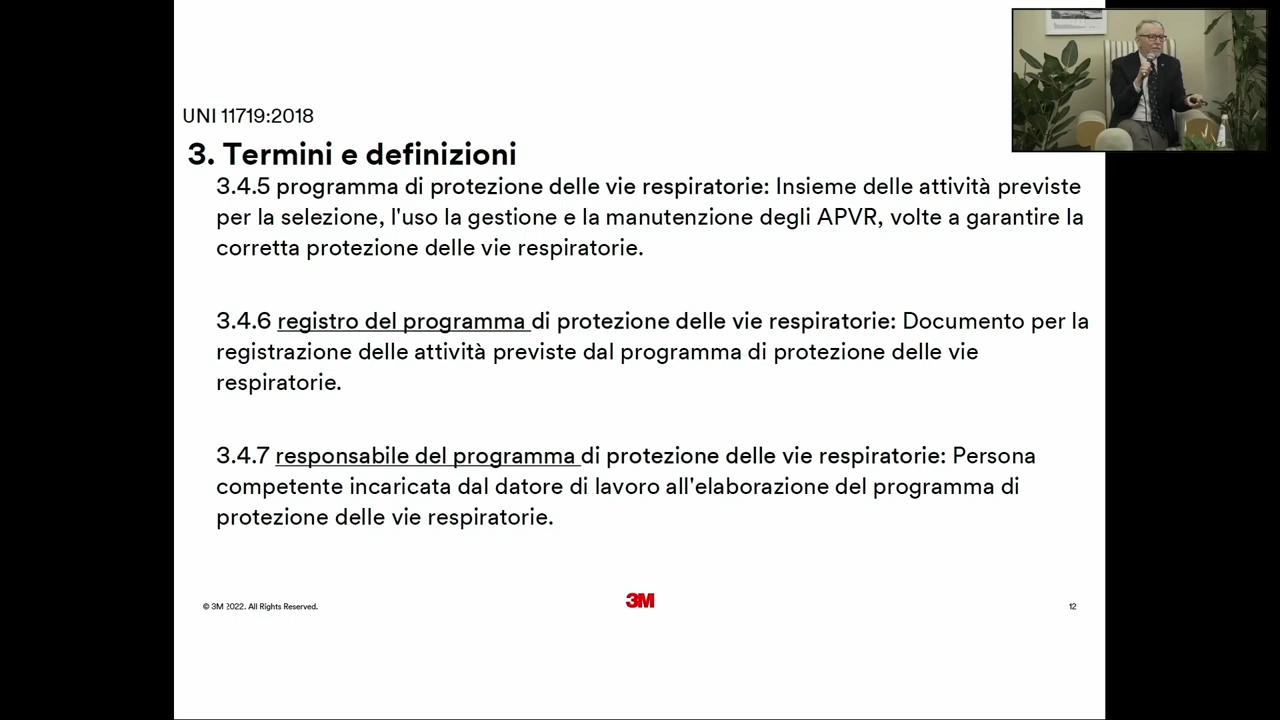 UNI 11719:2018
3. Termini e definizioni
3.4.5 programma di protezione delle vie respiratorie: Insieme delle attività previste
per la selezione, l'uso la gestione e la manutenzione degli APVR, volte a garantire la
corretta protezione delle vie respiratorie.
3.4.6 registro del programma di protezione delle vie respiratorie: Documento per la
registrazione delle attività previste dal programma di protezione delle vie
respiratorie.
3.4.7 responsabile del programma di protezione delle vie respiratorie: Persona
competente incaricata dal datore di lavoro all'elaborazione del programma di
protezione delle vie respiratorie.
© 3M 2022. All Rights Reserved.
3M
12